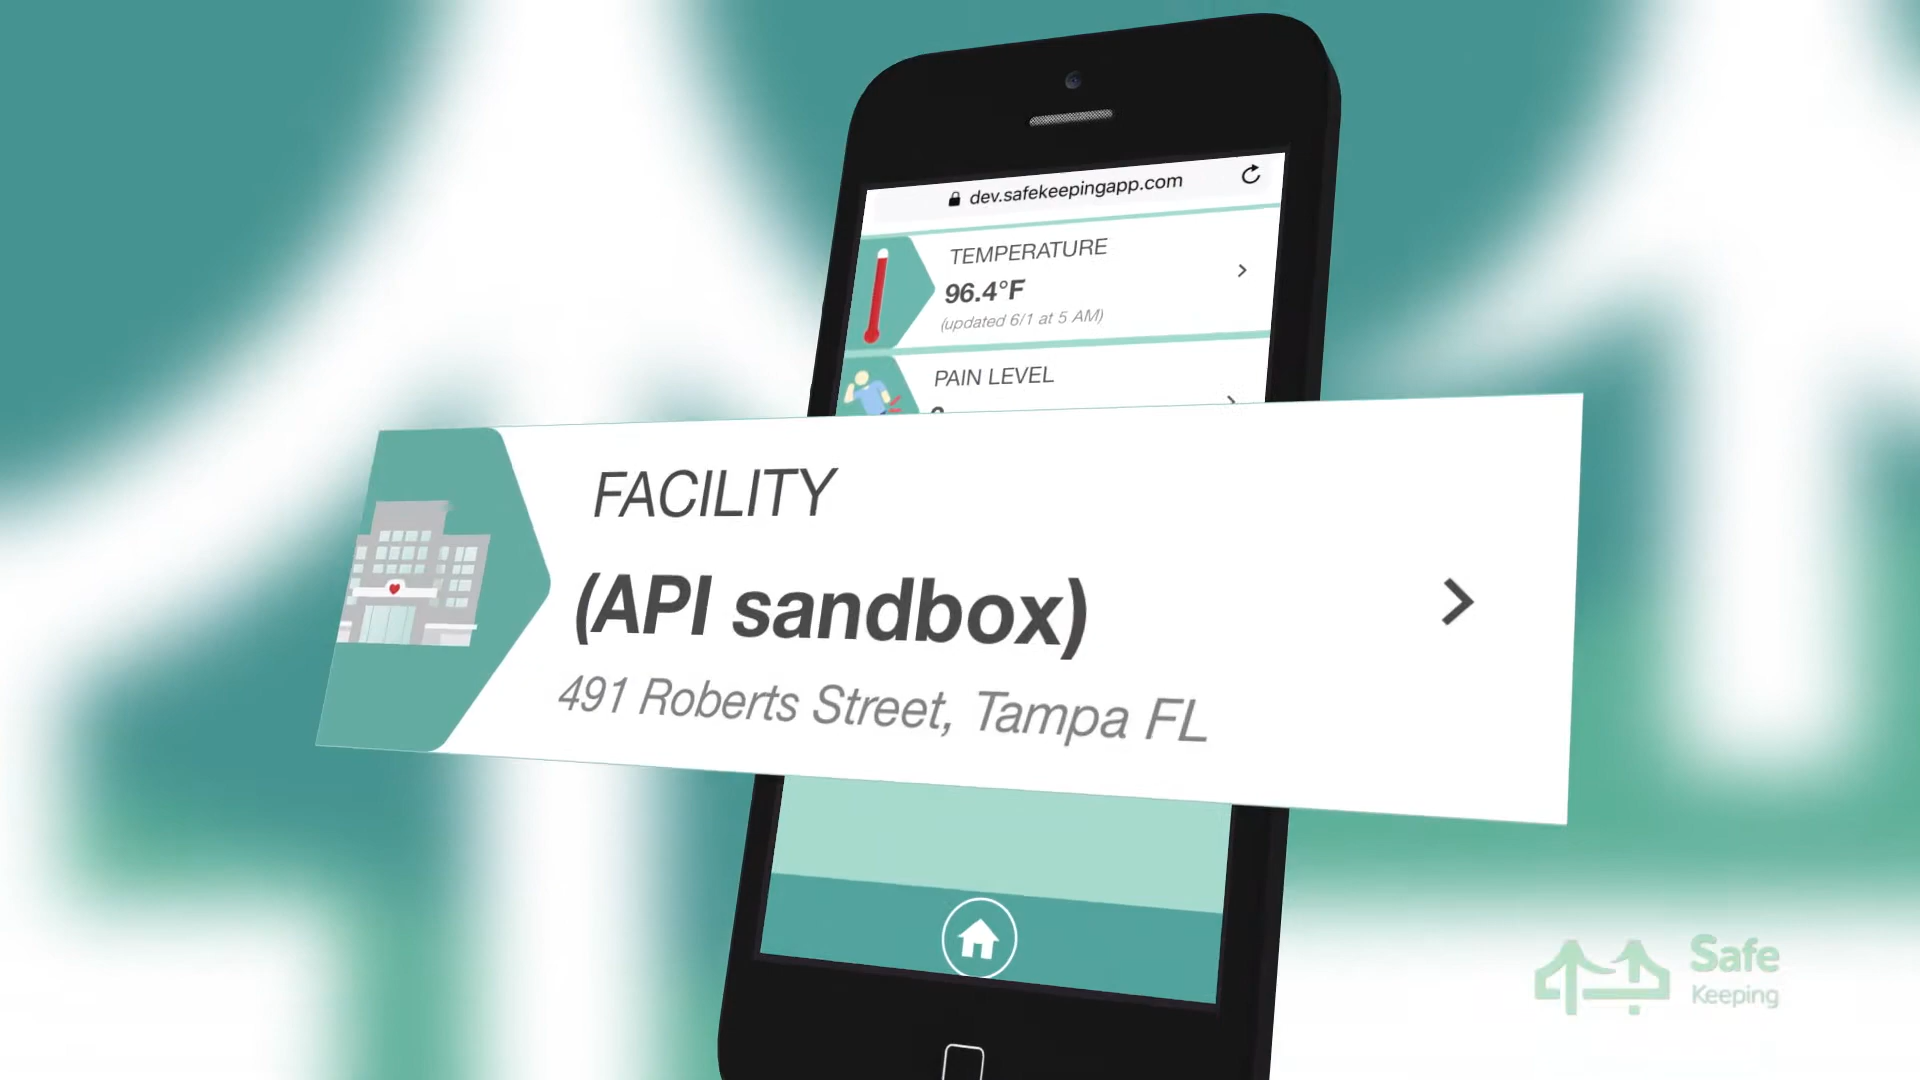 dev.safekeepingapp.com
TEMPERATURE
96.4°F
(updated 6/1 at 5 AM)
PAIN LEVEL
FACILITY
(API sandbox)
491 Roberts Street, Tampa FL
Safe
Keeping